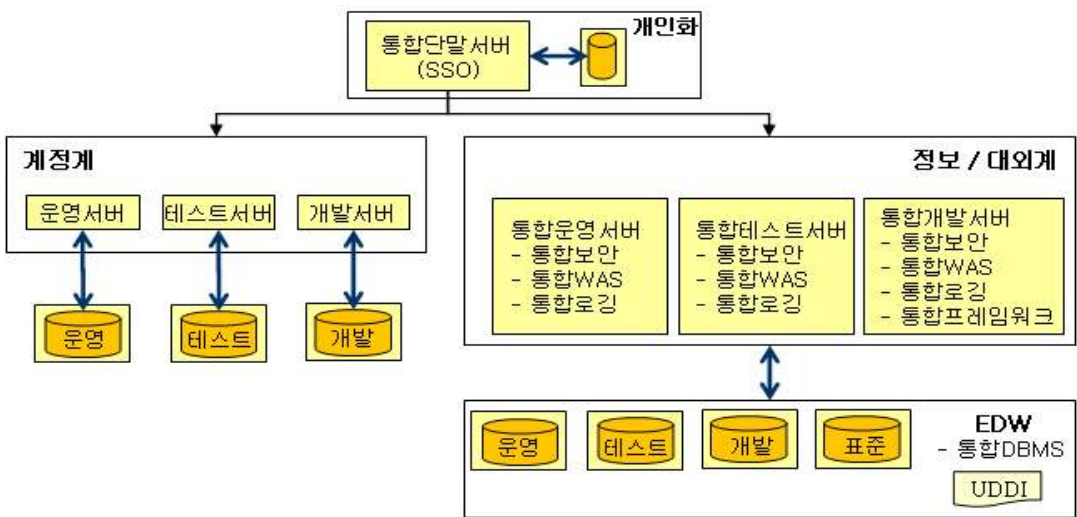 개인화
통합단말서버
(SSO)
계정계
운영서버
테스트서버
개발서버
운영
테스트
개발
정보 / 대외계
통합운영서버
- 통합보안
- 통합WAS
- 통합로깅
통합테스트서버
- 통합보안
- 통합WAS
- 통합로깅
통합개발서버
- 통합보안
- 통합WAS
- 통합로깅
- 통합프레임워크
운영
테스트
개발
표준
EDW
- 통합DBMS
UDDI